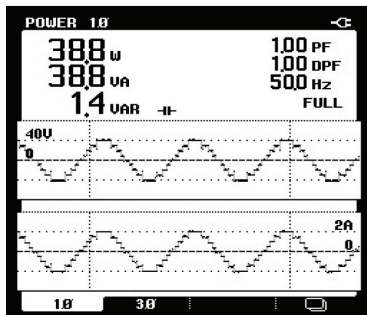 POWER 1Ø
38.8 W
38.8 VA
1.4 VAR
1.00 PF
1.00 DPF
50.0 Hz
FULL
40V
0
2A
0
1Ø
3Ø